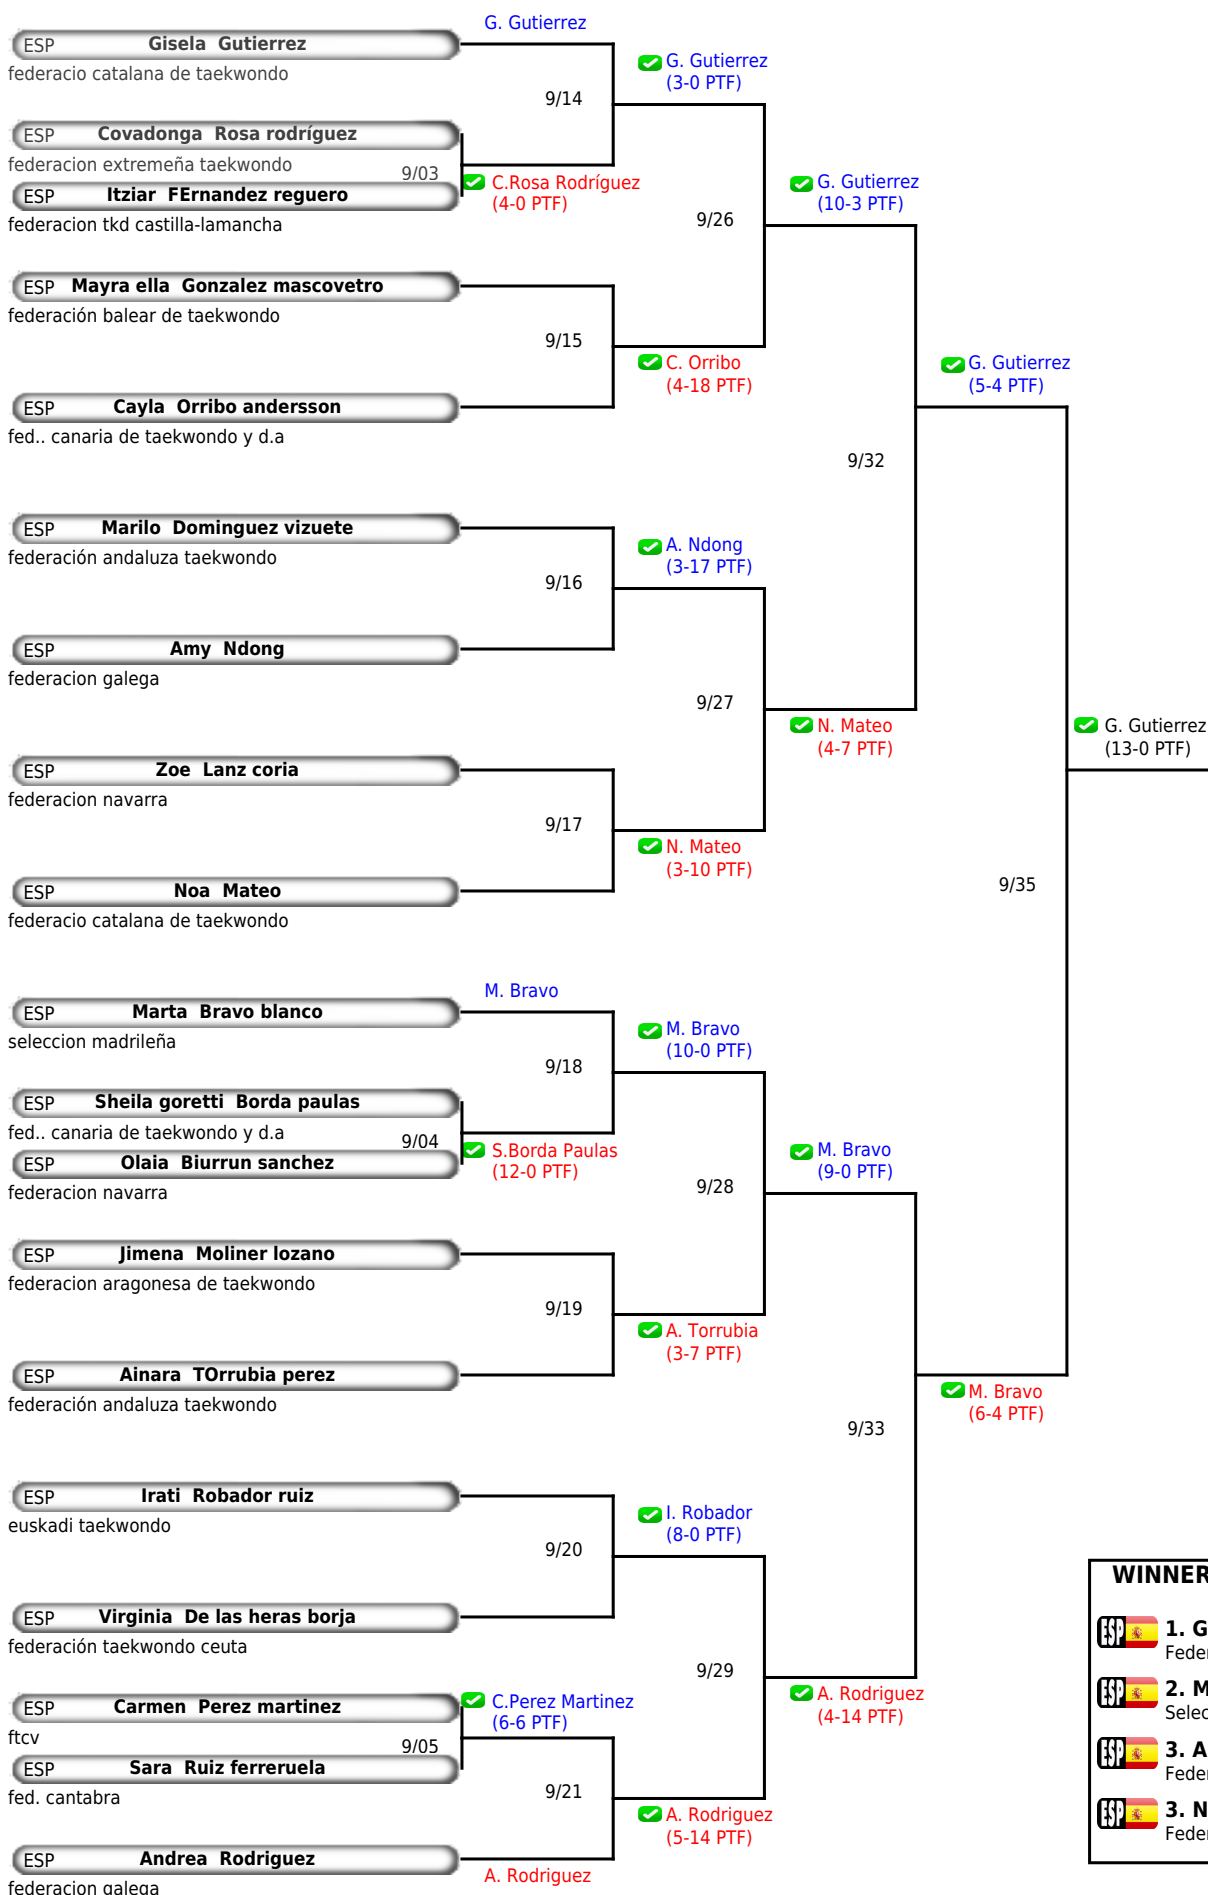 G. Gutierrez
ESP Gisela Gutierrez
federacio catalana de taekwondo
G. Gutierrez
(3-0 PTF)
9/14
ESP Covadonga Rosa rodríguez
federacion extremeña taekwondo
9/03
C.Rosa Rodríguez
(4-0 PTF)
ESP Itziar FErnandez reguero
federacion tkd castilla-lamancha
G. Gutierrez
(10-3 PTF)
9/26
ESP Mayra ella Gonzalez mascovetro
federación balear de taekwondo
9/15
C. Orribo
(4-18 PTF)
G. Gutierrez
(5-4 PTF)
ESP Cayla Orribo andersson
fed.. canaria de taekwondo y d.a
9/32
ESP Marilo Dominguez vizuete
federación andaluza taekwondo
A. Ndong
(3-17 PTF)
9/16
ESP Amy Ndong
federacion galega
9/27
N. Mateo
(4-7 PTF)
G. Gutierrez
(13-0 PTF)
ESP Zoe Lanz coria
federacion navarra
9/17
N. Mateo
(3-10 PTF)
ESP Noa Mateo
federacio catalana de taekwondo
9/35
M. Bravo
ESP Marta Bravo blanco
seleccion madrileña
M. Bravo
(10-0 PTF)
9/18
ESP Sheila goretti Borda paulas
fed.. canaria de taekwondo y d.a
9/04
S.Borda Paulas
(12-0 PTF)
ESP Olaia Biurrun sanchez
federacion navarra
M. Bravo
(9-0 PTF)
9/28
ESP Jimena Moliner lozano
federacion aragonesa de taekwondo
9/19
A. Torrubia
(3-7 PTF)
ESP Ainara TOrrubia perez
federación andaluza taekwondo
M. Bravo
(6-4 PTF)
9/33
ESP Irati Robador ruiz
euskadi taekwondo
I. Robador
(8-0 PTF)
9/20
ESP Virginia De las heras borja
federación taekwondo ceuta
9/29
A. Rodriguez
(4-14 PTF)
ESP Carmen Perez martinez
ftcv
C.Perez Martinez
(6-6 PTF)
9/05
ESP Sara Ruiz ferreruela
fed. cantabra
9/21
A. Rodriguez
(5-14 PTF)
ESP Andrea Rodriguez
federacion galega
A. Rodriguez
WINNER
ESP 1. G
Feder
ESP 2. M
Selec
ESP 3. A
Feder
ESP 3. N
Feder